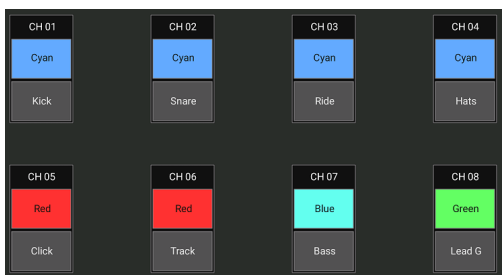 CH 01 CH 02 CH 03 CH 04
Cyan Cyan Cyan Cyan
Kick Snare Ride Hats
CH 05 CH 06 CH 07 CH 08
Red Red Blue Green
Click Track Bass Lead G